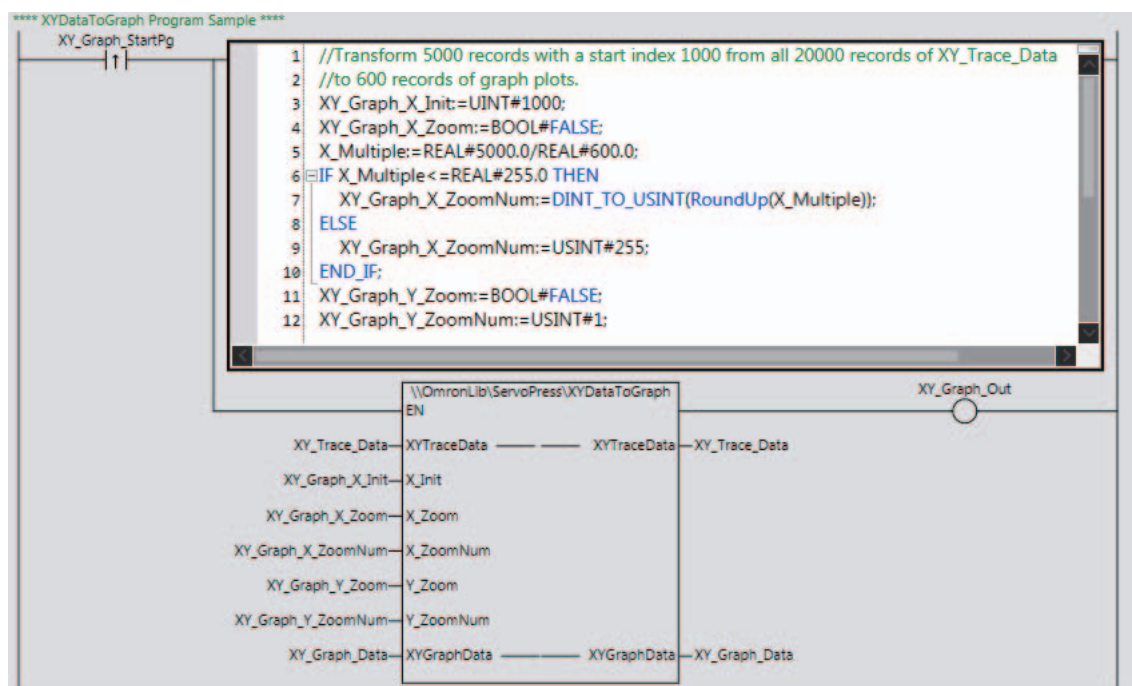 **** XYDataToGraph Program Sample ****
XY_Graph_StartPg
1 //Transform 5000 records with a start index 1000 from all 20000 records of XY_Trace_Data
2 //to 600 records of graph plots.
3 XY_Graph_X_Init:=UINT#1000;
4 XY_Graph_X_Zoom:=BOOL#FALSE;
5 X_Multiple:=REAL#5000.0/REAL#600.0;
6 IF X_Multiple<=REAL#255.0 THEN
7 XY_Graph_X_ZoomNum:=DINT_TO_USINT(RoundUp(X_Multiple));
8 ELSE
9 XY_Graph_X_ZoomNum:=USINT#255;
10 END_IF;
11 XY_Graph_Y_Zoom:=BOOL#FALSE;
12 XY_Graph_Y_ZoomNum:=USINT#1;
\\OmronLib\ServoPress\XYDataToGraph
XY_Graph_Out
EN
XY_Trace_Data XYTraceData XYTraceData XY_Trace_Data
XY_Graph_X_Init X_Init
XY_Graph_X_Zoom X_Zoom
XY_Graph_X_ZoomNum X_ZoomNum
XY_Graph_Y_Zoom Y_Zoom
XY_Graph_Y_ZoomNum Y_ZoomNum
XY_Graph_Data XYGraphData XYGraphData XY_Graph_Data